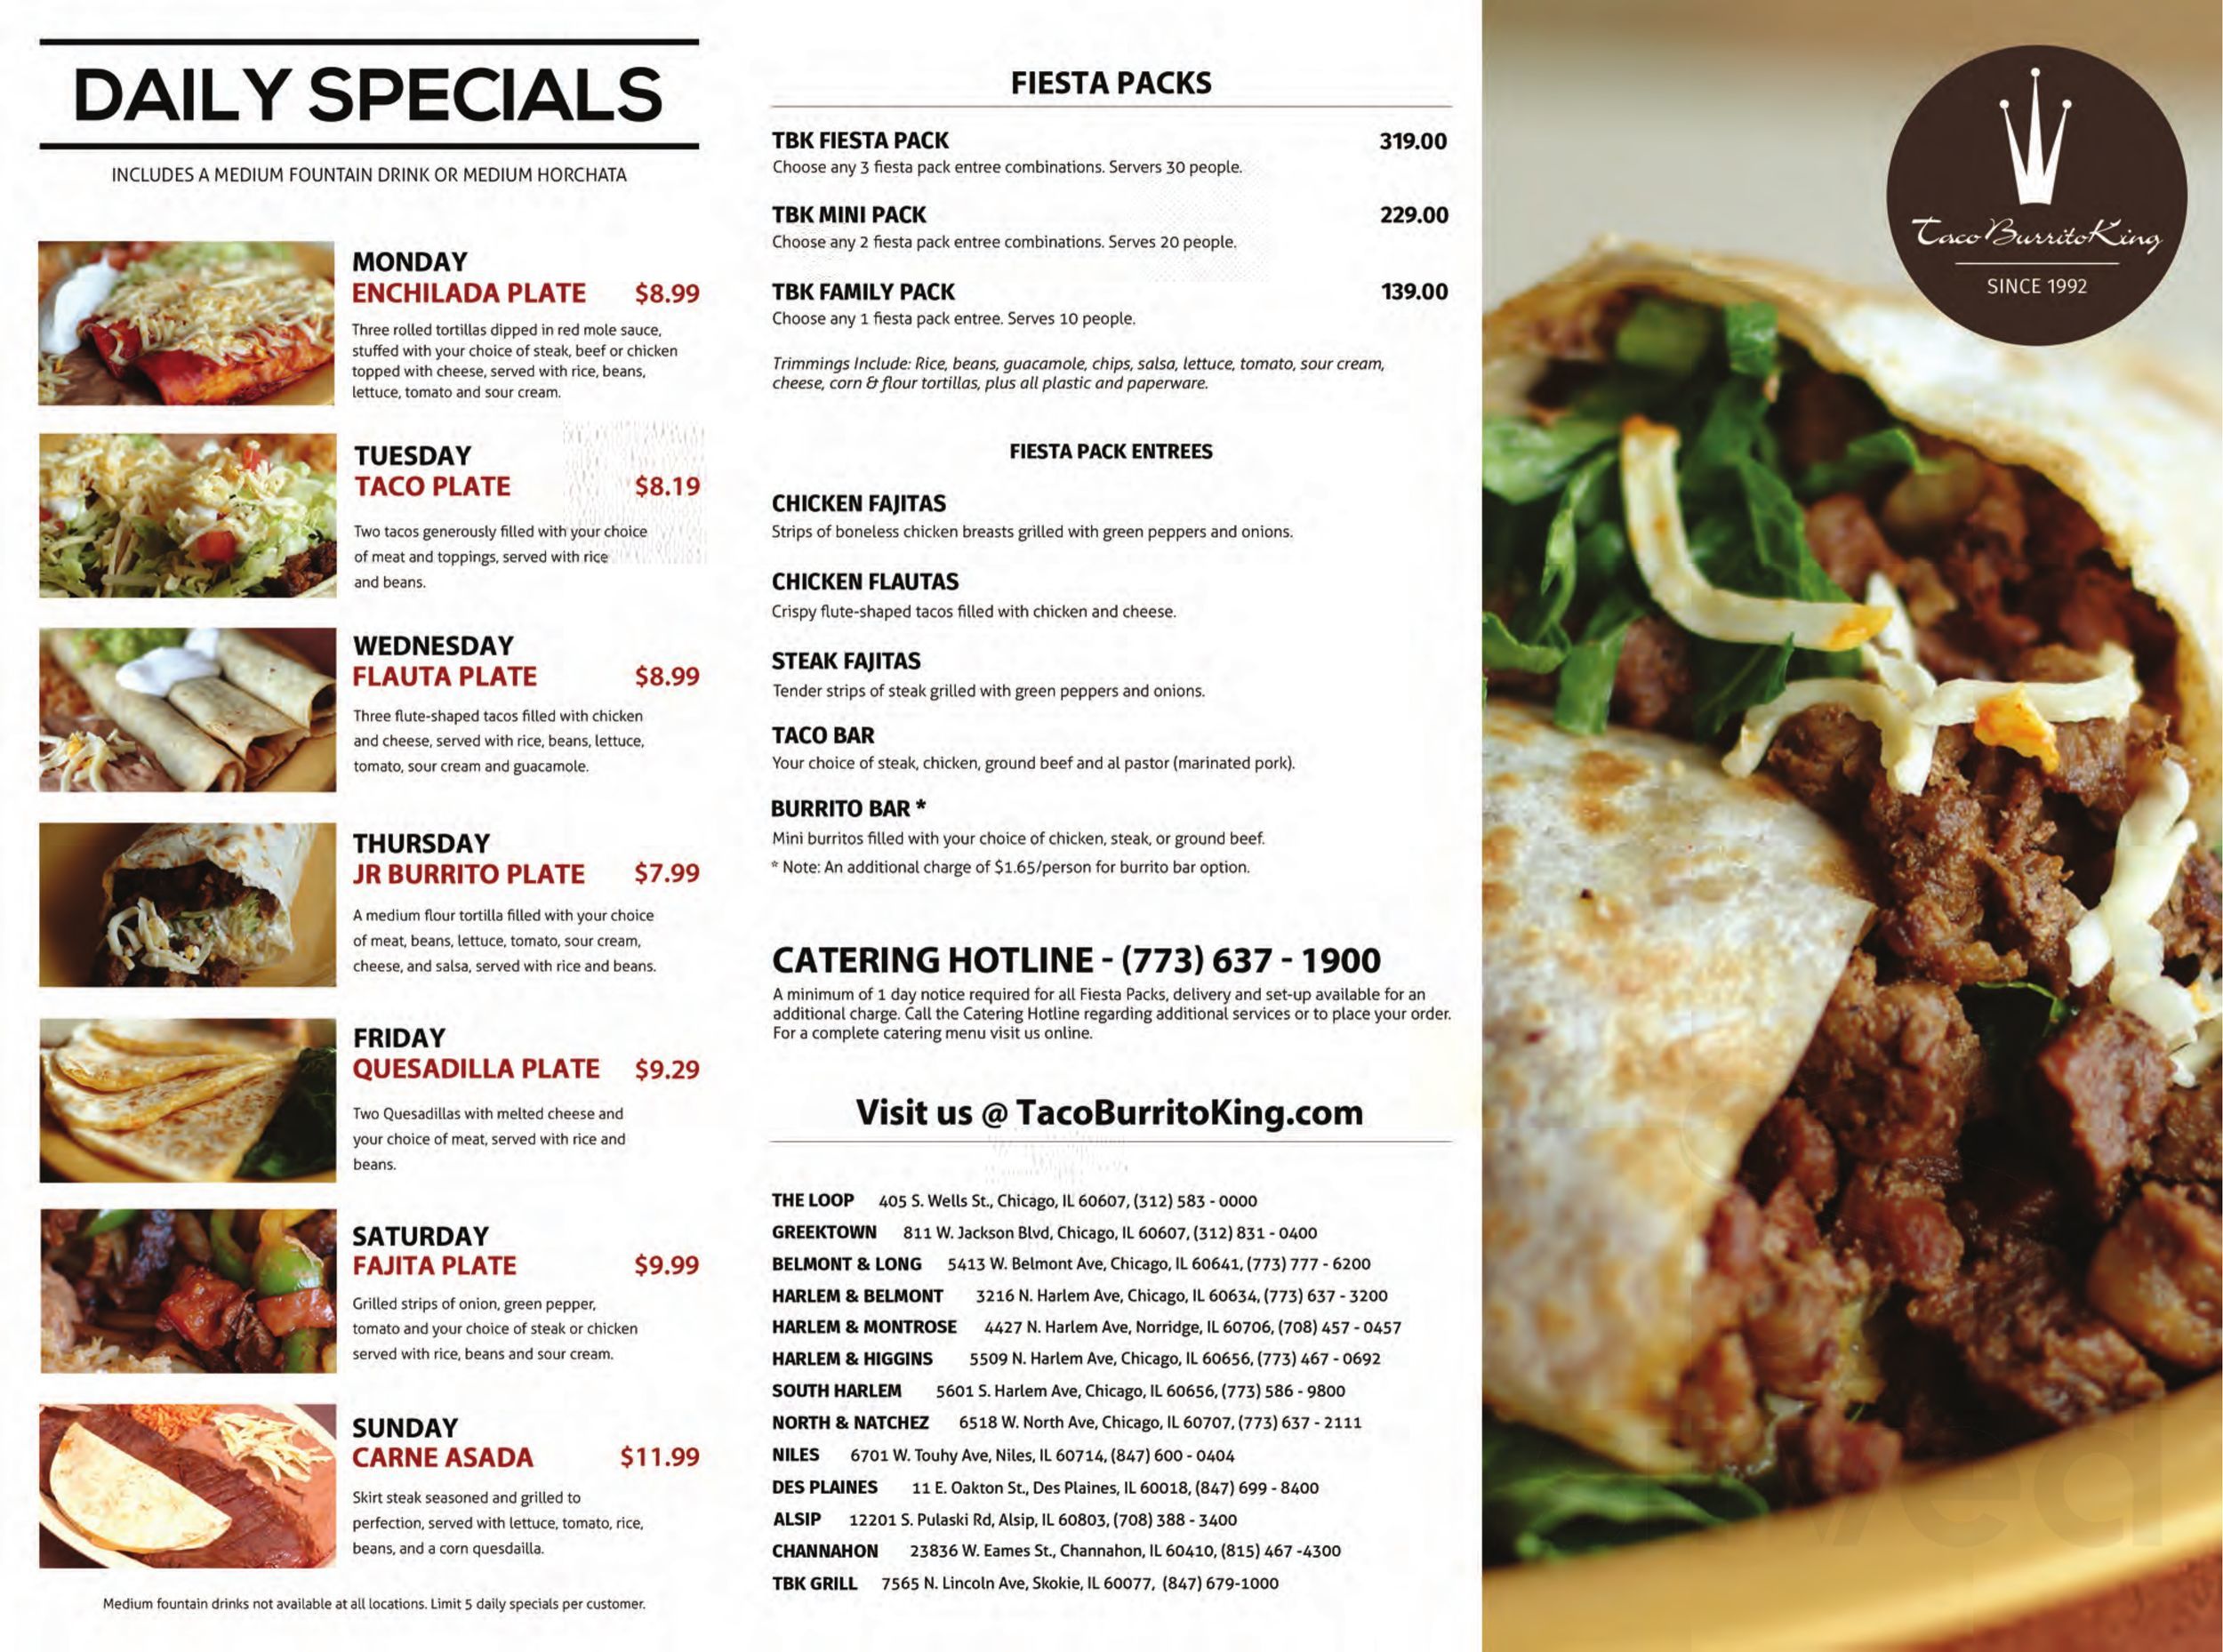 DAILY SPECIALS
INCLUDES A MEDIUM FOUNTAIN DRINK OR MEDIUM HORCHATA
MONDAY
ENCHILADA PLATE $8.99
Three rolled tortillas dipped in red mole sauce,
stuffed with your choice of steak, beef or chicken
topped with cheese, served with rice, beans,
lettuce, tomato and sour cream.
TUESDAY
TACO PLATE $8.19
Two tacos generously filled with your choice
of meat and toppings, served with rice
and beans.
WEDNESDAY
FLAUTA PLATE $8.99
Three flute-shaped tacos filled with chicken
and cheese, served with rice, beans, lettuce,
tomato, sour cream and guacamole.
THURSDAY
JR BURRITO PLATE $7.99
A medium flour tortilla filled with your choice
of meat, beans, lettuce, tomato, sour cream,
cheese, and salsa, served with rice and beans.
FRIDAY
QUESADILLA PLATE $9.29
Two Quesadillas with melted cheese and
your choice of meat, served with rice and
beans.
SATURDAY
FAJITA PLATE $9.99
Grilled strips of onion, green pepper,
tomato and your choice of steak or chicken
served with rice, beans and sour cream.
SUNDAY
CARNE ASADA $11.99
Skirt steak seasoned and grilled to
perfection, served with lettuce, tomato, rice,
beans, and a corn quesdailla.
Medium fountain drinks not available at all locations. Limit 5 daily specials per customer.
FIESTA PACKS
TBK FIESTA PACK 319.00
Choose any 3 fiesta pack entree combinations. Servers 30 people.
TBK MINI PACK 229.00
Choose any 2 fiesta pack entree combinations. Serves 20 people.
TBK FAMILY PACK 139.00
Choose any 1 fiesta pack entree. Serves 10 people.
Trimmings Include: Rice, beans, guacamole, chips, salsa, lettuce, tomato, sour cream,
cheese, corn & flour tortillas, plus all plastic and paperware.
FIESTA PACK ENTREES
CHICKEN FAJITAS
Strips of boneless chicken breasts grilled with green peppers and onions.
CHICKEN FLAUTAS
Crispy flute-shaped tacos filled with chicken and cheese.
STEAK FAJITAS
Tender strips of steak grilled with green peppers and onions.
TACO BAR
Your choice of steak, chicken, ground beef and al pastor (marinated pork).
BURRITO BAR *
Mini burritos filled with your choice of chicken, steak, or ground beef.
* Note: An additional charge of $1.65/person for burrito bar option.
CATERING HOTLINE - (773) 637 - 1900
A minimum of 1 day notice required for all Fiesta Packs, delivery and set-up available for an
additional charge. Call the Catering Hotline regarding additional services or to place your order.
For a complete catering menu visit us online.
Visit us @ TacoBurritoKing.com
THE LOOP 405 S. Wells St., Chicago, IL 60607, (312) 583 - 0000
GREEKTOWN 811 W. Jackson Blvd, Chicago, IL 60607, (312) 831 - 0400
BELMONT & LONG 5413 W. Belmont Ave, Chicago, IL 60641, (773) 777 - 6200
HARLEM & BELMONT 3216 N. Harlem Ave, Chicago, IL 60634, (773) 637 - 3200
HARLEM & MONTROSE 4427 N. Harlem Ave, Norridge, IL 60706, (708) 457 - 0457
HARLEM & HIGGINS 5509 N. Harlem Ave, Chicago, IL 60656, (773) 467 - 0692
SOUTH HARLEM 5601 S. Harlem Ave, Chicago, IL 60656, (773) 586 - 9800
NORTH & NATCHEZ 6518 W. North Ave, Chicago, IL 60707, (773) 637 - 2111
NILES 6701 W. Touhy Ave, Niles, IL 60714, (847) 600 - 0404
DES PLAINES 11 E. Oakton St., Des Plaines, IL 60018, (847) 699 - 8400
ALSIP 12201 S. Pulaski Rd, Alsip, IL 60803, (708) 388 - 3400
CHANNAHON 23836 W. Eames St., Channahon, IL 60410, (815) 467 -4300
TBK GRILL 7565 N. Lincoln Ave, Skokie, IL 60077, (847) 679-1000
TacoBurritoKing
SINCE 1992